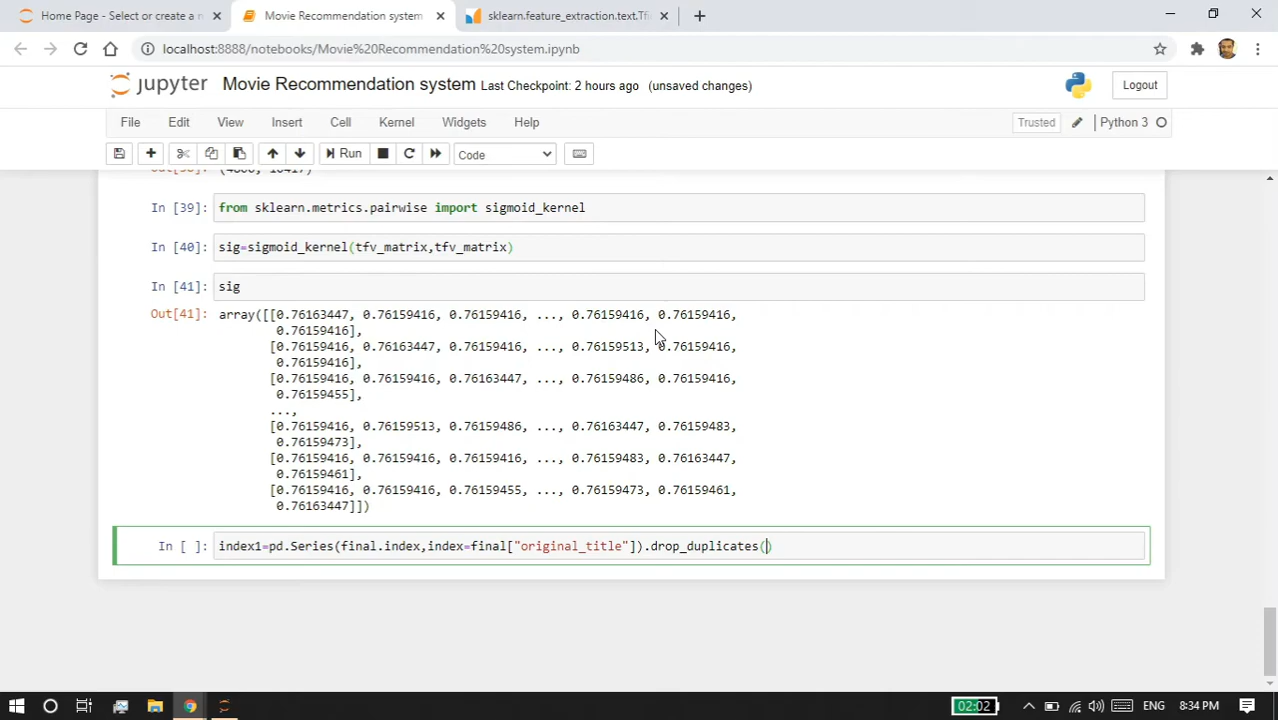 Home Page - Select or create a n
Movie Recommendation system
sklearn.feature_extraction.text.Tf
localhost:8888/notebooks/Movie%20Recommendation%20system.ipynb
jupyter Movie Recommendation system Last Checkpoint: 2 hours ago (unsaved changes)
Logout
File Edit View Insert Cell Kernel Widgets Help
Trusted Python 3
Run Code
In [39]: from sklearn.metrics.pairwise import sigmoid_kernel
In [40]: sig=sigmoid_kernel(tfv_matrix,tfv_matrix)
In [41]: sig
Out[41]: array([[0.76163447, 0.76159416, 0.76159416, ..., 0.76159416, 0.76159416,
0.76159416],
[0.76159416, 0.76163447, 0.76159416, ..., 0.76159513, 0.76159416,
0.76159416],
[0.76159416, 0.76159416, 0.76163447, ..., 0.76159486, 0.76159416,
0.76159455],
...,
[0.76159416, 0.76159513, 0.76159486, ..., 0.76163447, 0.76159483,
0.76159473],
[0.76159416, 0.76159416, 0.76159416, ..., 0.76159483, 0.76163447,
0.76159461],
[0.76159416, 0.76159416, 0.76159455, ..., 0.76159473, 0.76159461,
0.76163447]])
In [ ]: index1=pd.Series(final.index,index=final["original_title"]).drop_duplicates()
02:02 ENG 8:34 PM